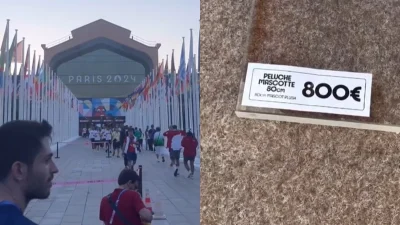 PARIS 2024
PELUCHE
MASCOTTE
80cm
800€